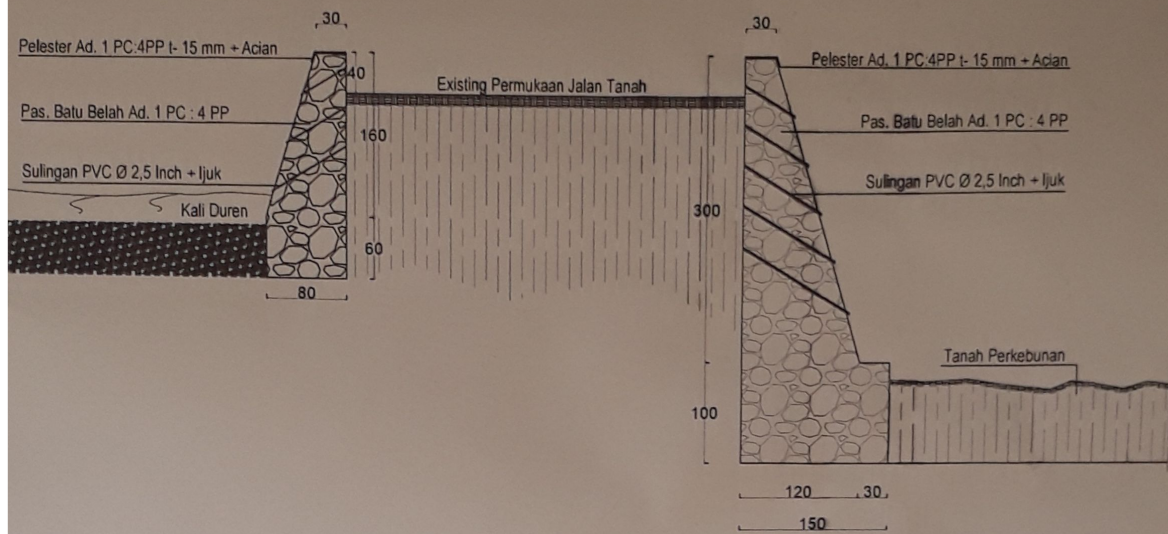 30
30
Pelester Ad. 1 PC:4PP t- 15 mm + Acian
40
Existing Permukaan Jalan Tanah
Pelester Ad. 1 PC:4PP t- 15 mm + Acian
Pas. Batu Belah Ad. 1 PC : 4 PP
160
Pas. Batu Belah Ad. 1 PC : 4 PP
Sulingan PVC Ø 2,5 Inch + Ijuk
Sulingan PVC Ø 2,5 Inch + Ijuk
Kali Duren
300
60
80
Tanah Perkebunan
100
120
30
150